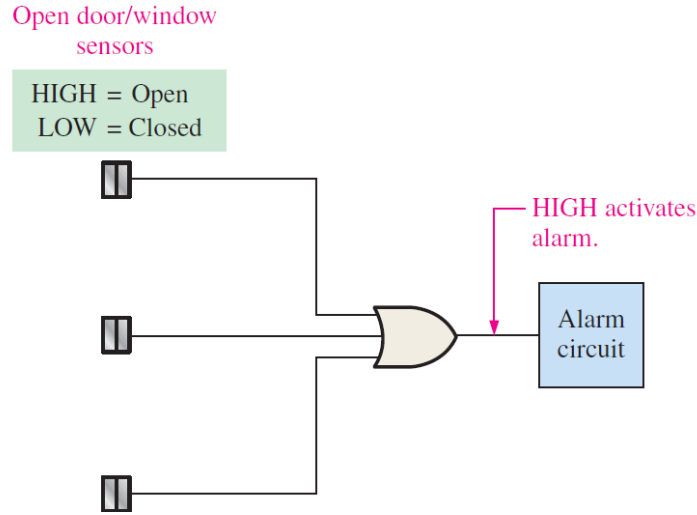 Open door/window
sensors
HIGH = Open
LOW = Closed
HIGH activates
alarm.
Alarm
circuit